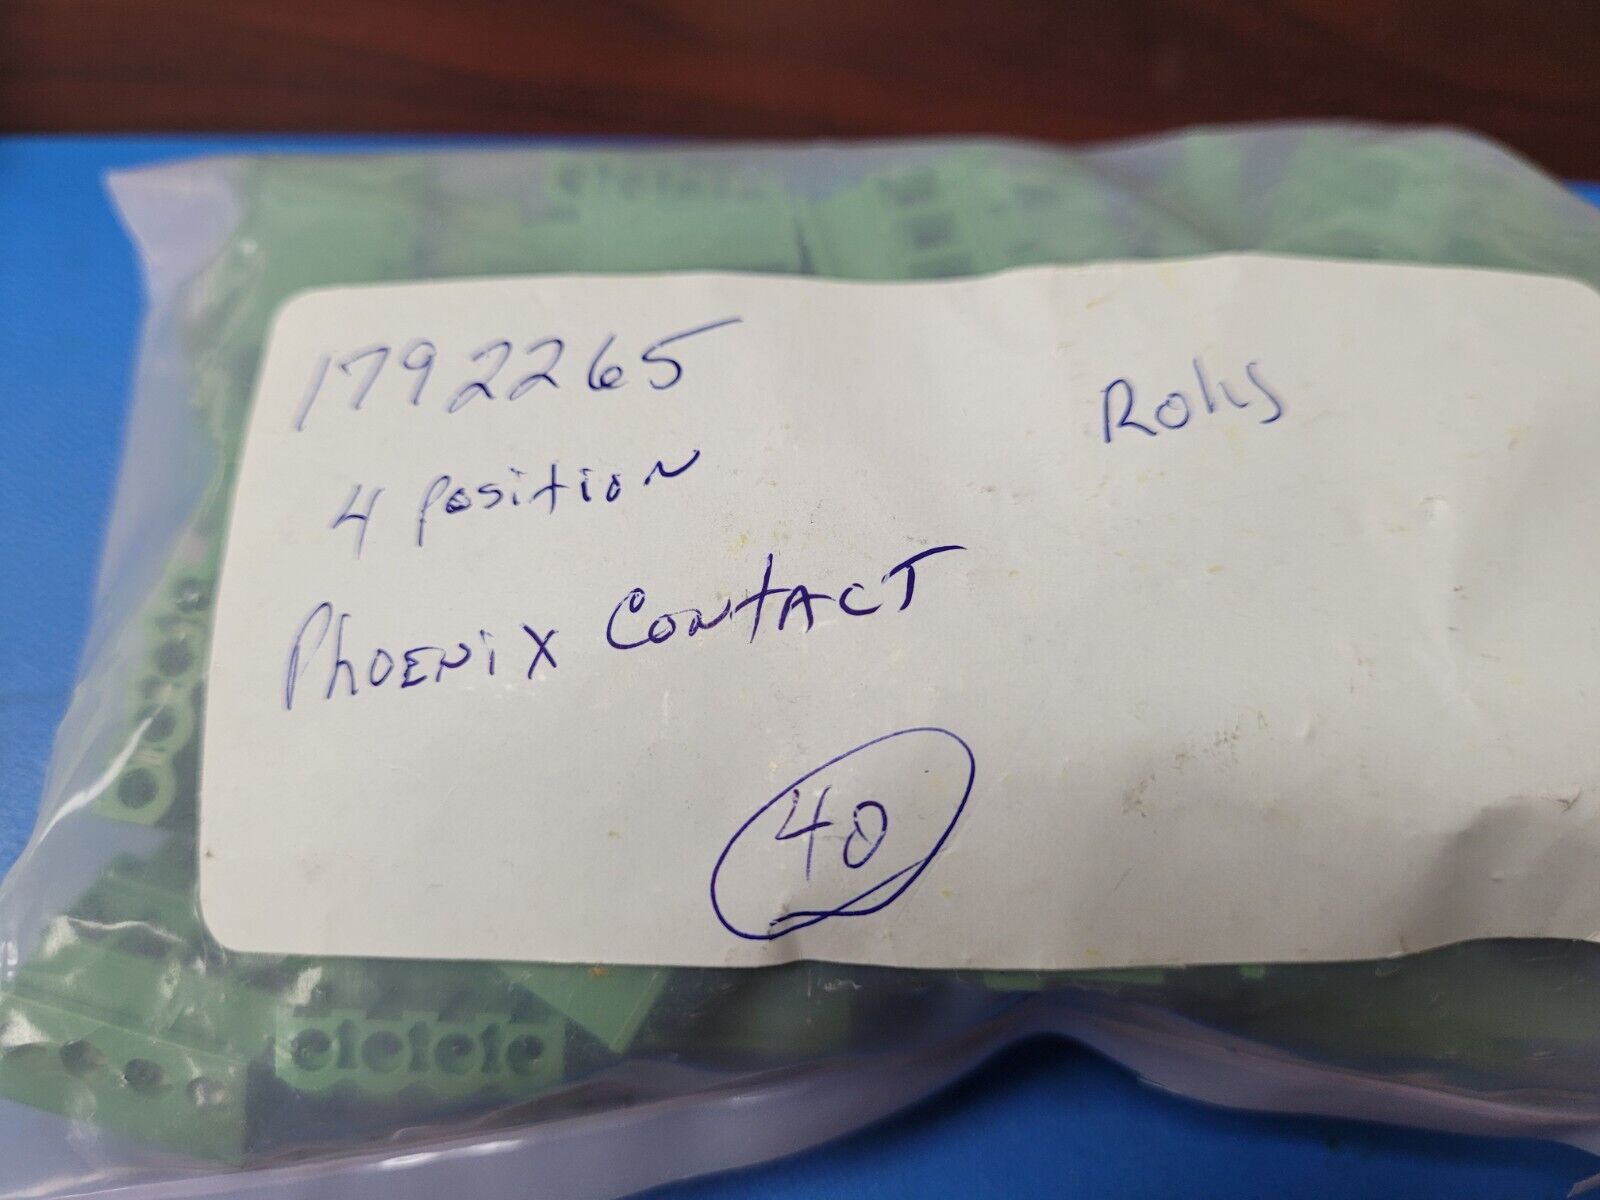 1792265
RoHS
4 Position
Phoenix Contact
40